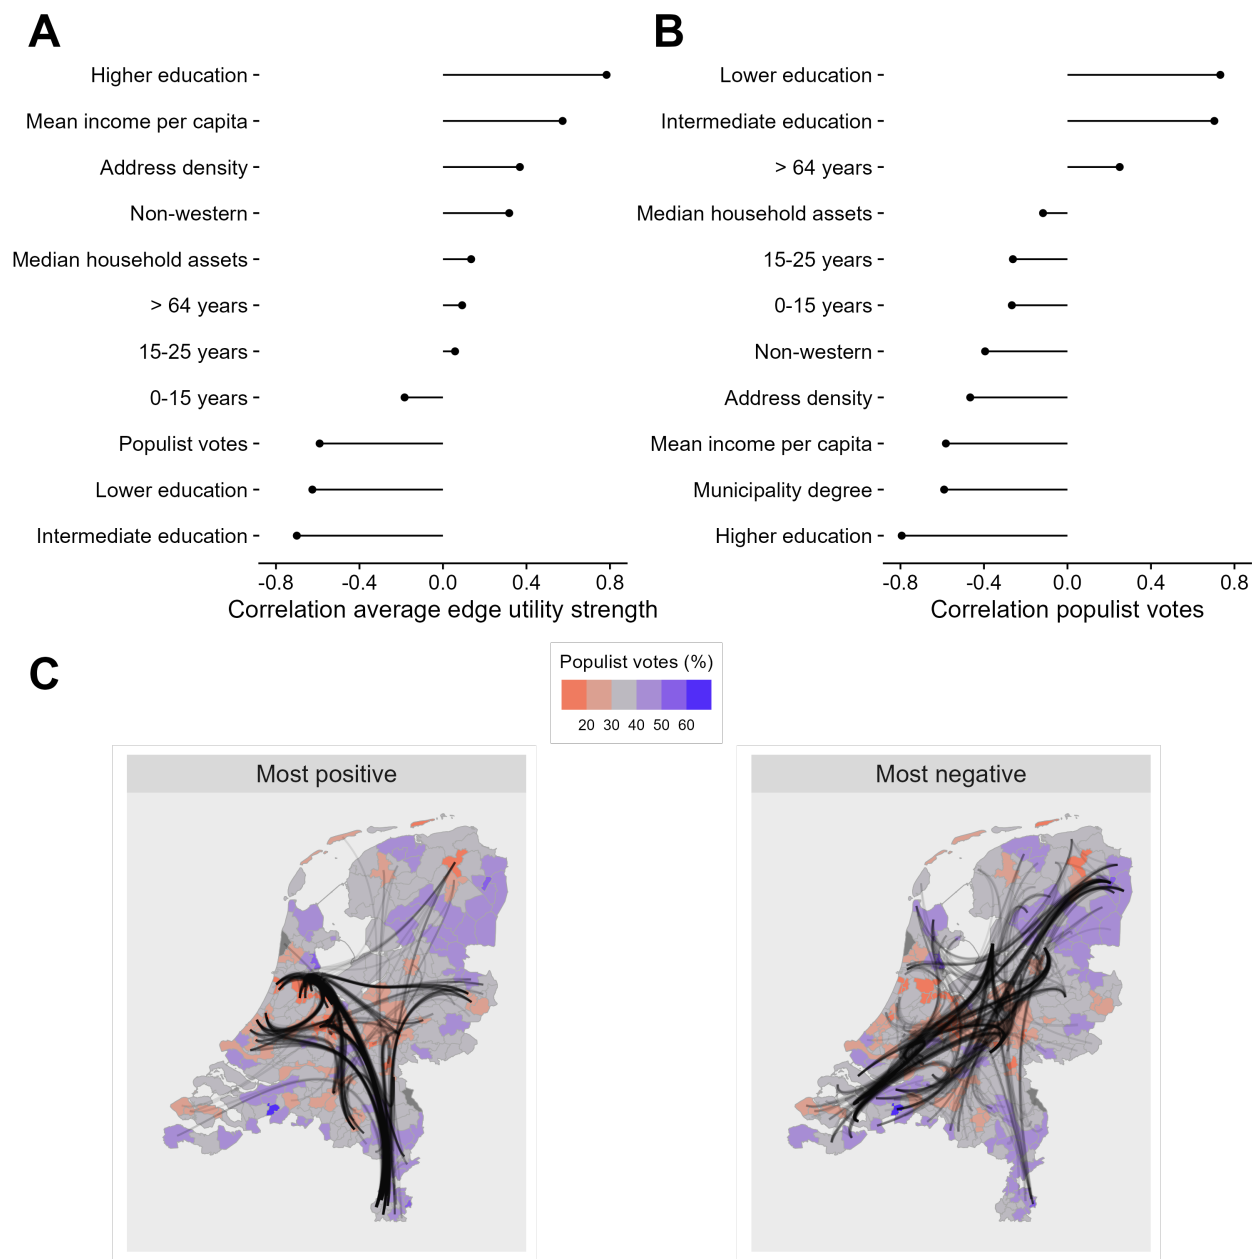 A
Higher education
Mean income per capita
Address density
Non-western
Median household assets
> 64 years
15-25 years
0-15 years
Populist votes
Lower education
Intermediate education
-0.8 -0.4 0.0 0.4 0.8
Correlation average edge utility strength
B
Lower education
Intermediate education
> 64 years
Median household assets
15-25 years
0-15 years
Non-western
Address density
Mean income per capita
Municipality degree
Higher education
-0.8 -0.4 0.0 0.4 0.8
Correlation populist votes
C
Populist votes (%)
20 30 40 50 60
Most positive
Most negative